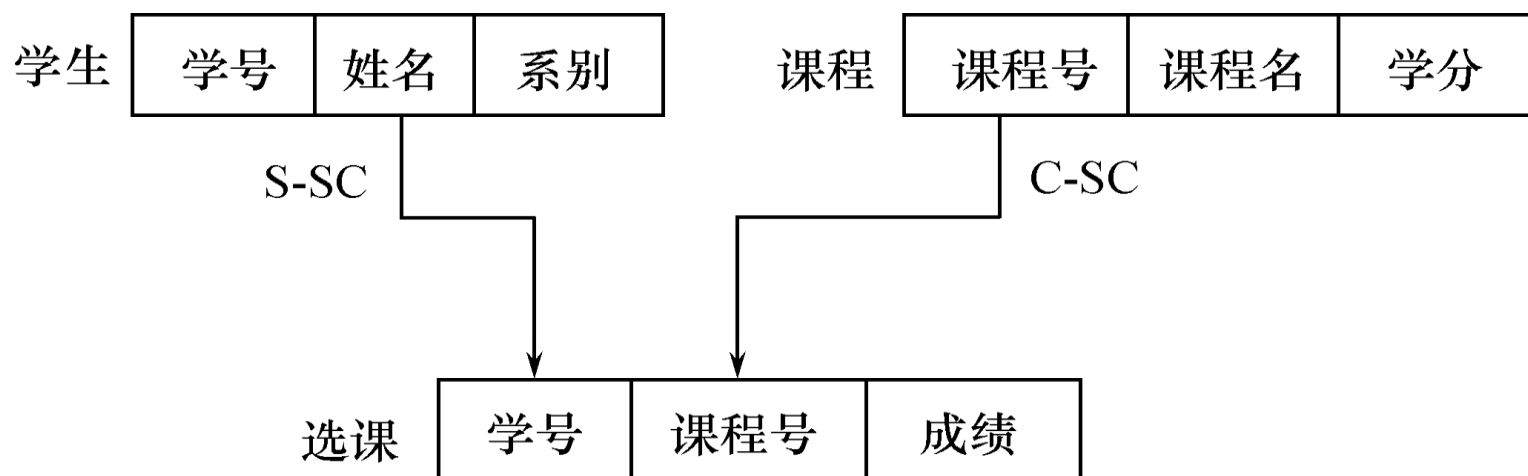 学生 学号 姓名 系别 课程 课程号 课程名 学分
S-SC C-SC
选课 学号 课程号 成绩